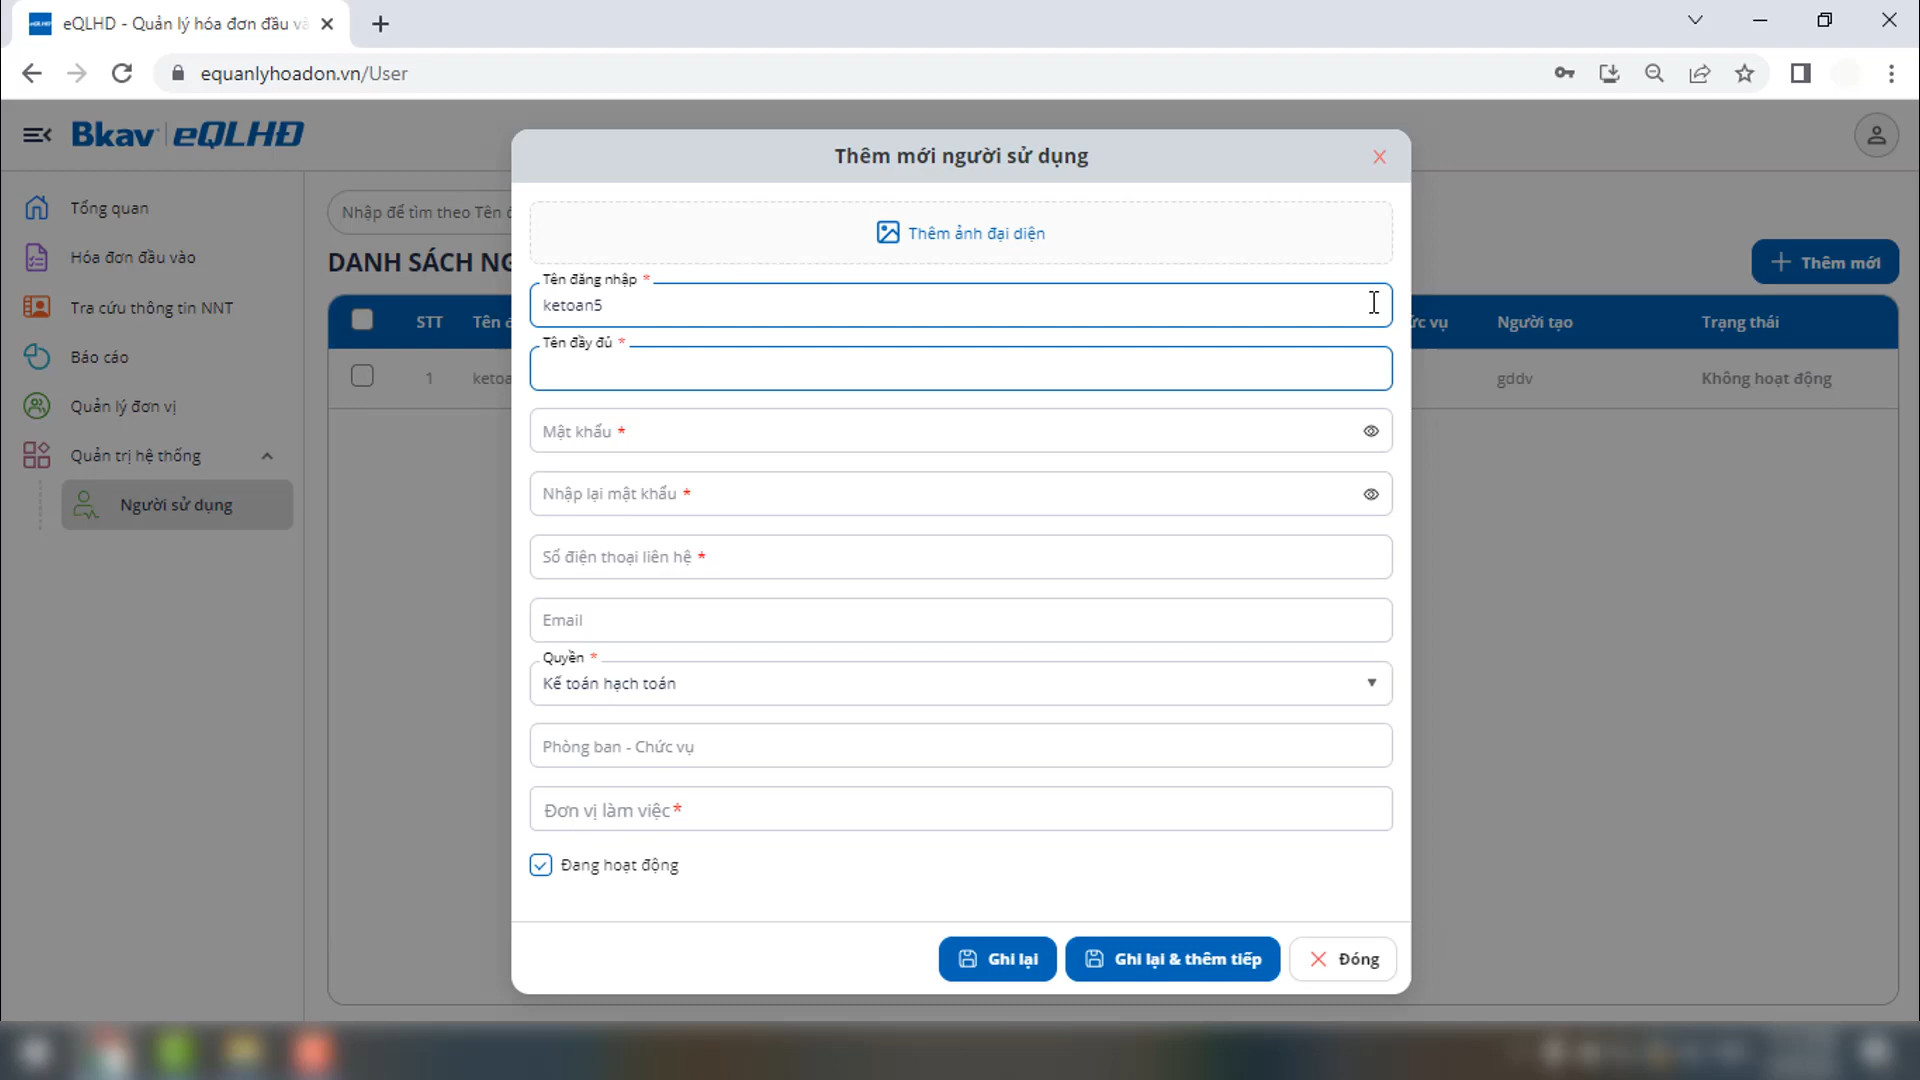 eQLHD - Quản lý hóa đơn đầu và
equanlyhoadon.vn/User
Bkav eQLHĐ
Tổng quan
Hóa đơn đầu vào
Tra cứu thông tin NNT
Báo cáo
Quản lý đơn vị
Quản trị hệ thống
Người sử dụng
Nhập để tìm theo Tên đ
DANH SÁCH NG
Thêm mới
STT
Tên đ
ức vụ
Người tạo
Trạng thái
1
ketoa
gddv
Không hoạt động
Thêm mới người sử dụng
Thêm ảnh đại diện
Tên đăng nhập *
ketoan5
Tên đầy đủ *
Mật khẩu *
Nhập lại mật khẩu *
Số điện thoại liên hệ *
Email
Quyền *
Kế toán hạch toán
Phòng ban - Chức vụ
Đơn vị làm việc*
Đang hoạt động
Ghi lại
Ghi lại & thêm tiếp
Đóng